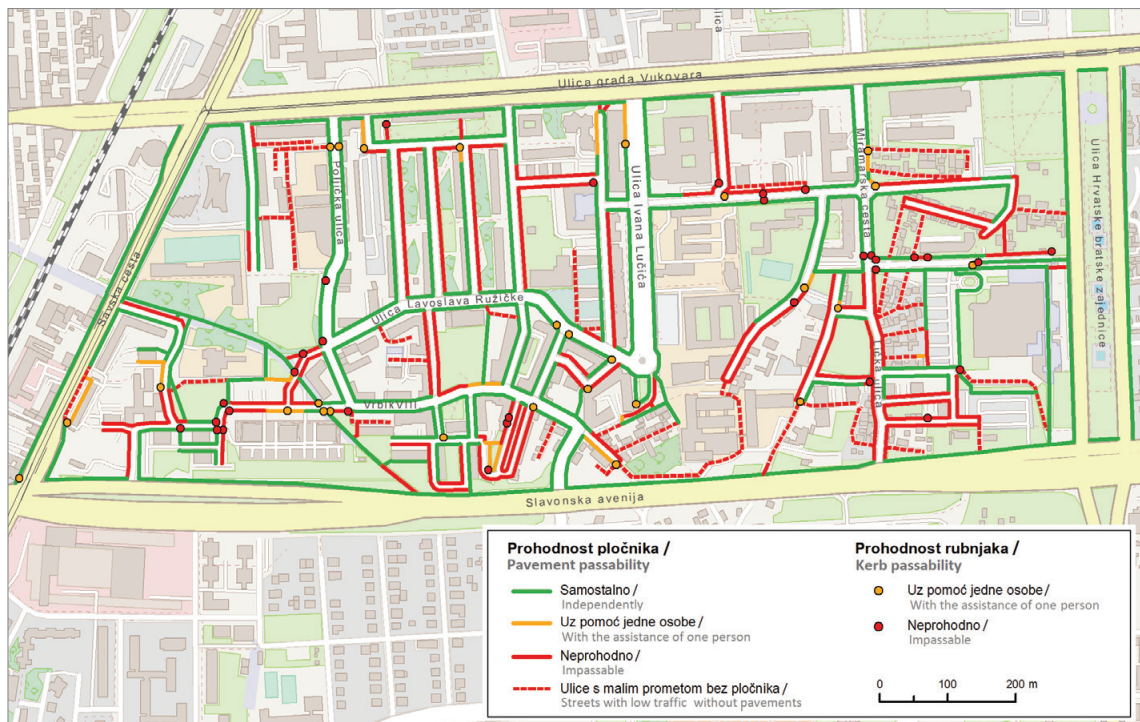 ulica
Ulica grada Vukovara
Poljička ulica
Ulica Ivana Lučića
Miramarska cesta
Ulica Hrvatske bratske zajednice
Savska cesta
Ulica Lavoslava Ružičke
Lička ulica
Vrbik VIII
Slavonska avenija
Prohodnost pločnika /
Pavement passability
Samostalno /
Independently
Uz pomoć jedne osobe /
With the assistance of one person
Neprohodno /
Impassable
Ulice s malim prometom bez pločnika /
Streets with low traffic without pavements
Prohodnost rubnjaka /
Kerb passability
Uz pomoć jedne osobe /
With the assistance of one person
Neprohodno /
Impassable
0 100 200 m